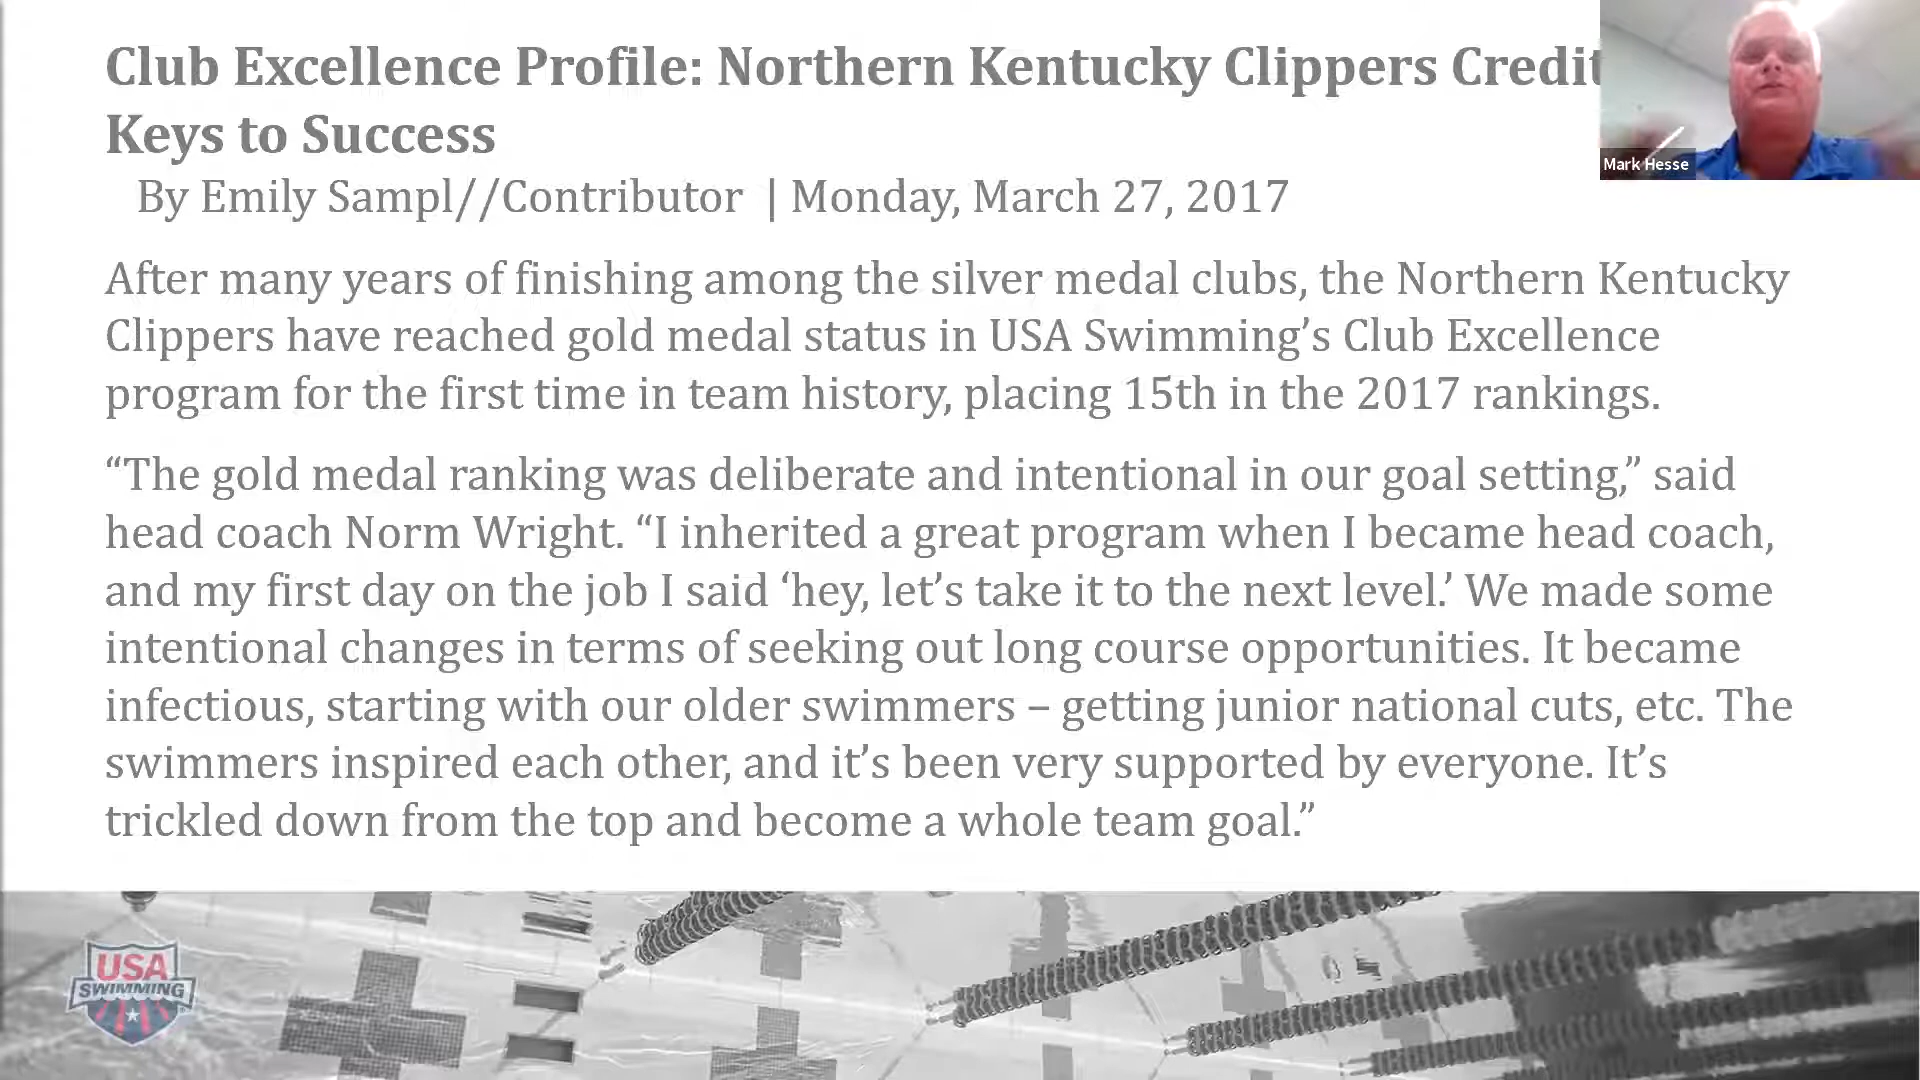 Club Excellence Profile: Northern Kentucky Clippers Credit
Keys to Success
By Emily Sampl//Contributor | Monday, March 27, 2017
Mark Hesse
After many years of finishing among the silver medal clubs, the Northern Kentucky
Clippers have reached gold medal status in USA Swimming’s Club Excellence
program for the first time in team history, placing 15th in the 2017 rankings.
“The gold medal ranking was deliberate and intentional in our goal setting,” said
head coach Norm Wright. “I inherited a great program when I became head coach,
and my first day on the job I said ‘hey, let’s take it to the next level.’ We made some
intentional changes in terms of seeking out long course opportunities. It became
infectious, starting with our older swimmers – getting junior national cuts, etc. The
swimmers inspired each other, and it’s been very supported by everyone. It’s
trickled down from the top and become a whole team goal.”
USA
SWIMMING